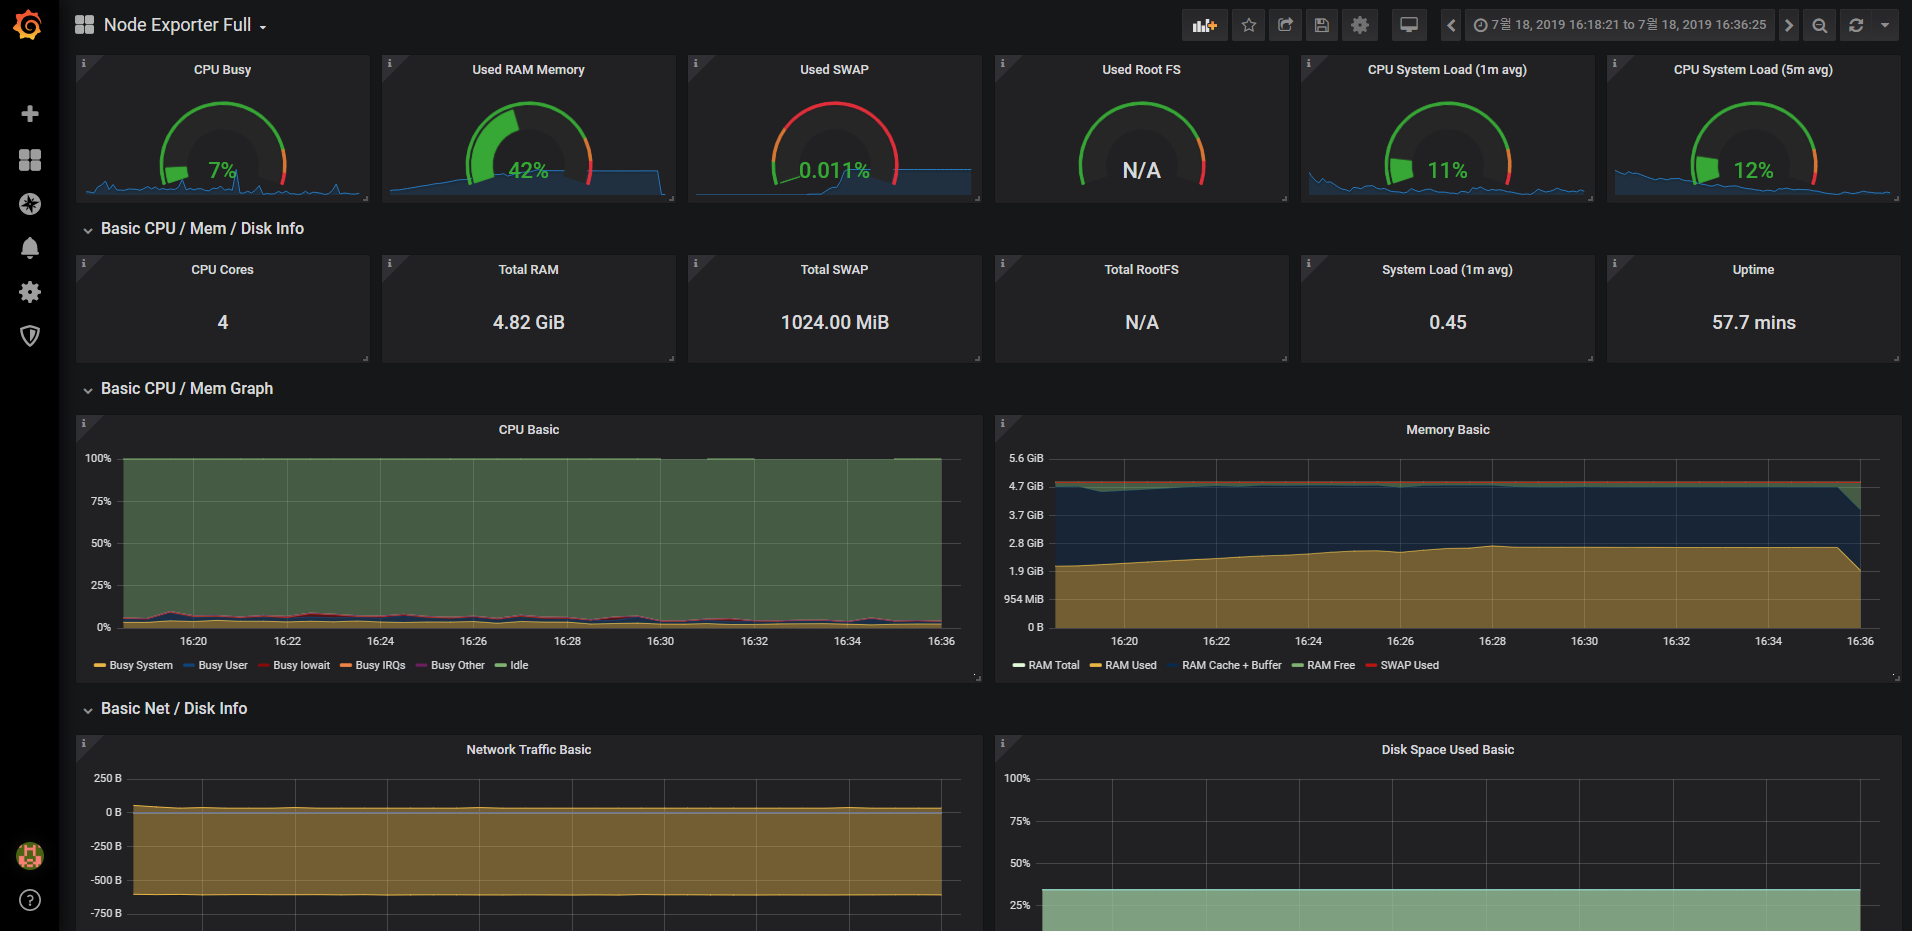 Node Exporter Full
7월 18, 2019 16:18:21 to 7월 18, 2019 16:36:25
CPU Busy
7%
Used RAM Memory
42%
Used SWAP
0.011%
Used Root FS
N/A
CPU System Load (1m avg)
11%
CPU System Load (5m avg)
12%
Basic CPU / Mem / Disk Info
CPU Cores
4
Total RAM
4.82 GiB
Total SWAP
1024.00 MiB
Total RootFS
N/A
System Load (1m avg)
0.45
Uptime
57.7 mins
Basic CPU / Mem Graph
CPU Basic
100%
75%
50%
25%
0%
16:20 16:22 16:24 16:26 16:28 16:30 16:32 16:34 16:36
Busy System Busy User Busy Iowait Busy IRQs Busy Other Idle
Memory Basic
5.6 GiB
4.7 GiB
3.7 GiB
2.8 GiB
1.9 GiB
954 MiB
0 B
16:20 16:22 16:24 16:26 16:28 16:30 16:32 16:34 16:36
RAM Total RAM Used RAM Cache + Buffer RAM Free SWAP Used
Basic Net / Disk Info
Network Traffic Basic
250 B
0 B
-250 B
-500 B
-750 B
Disk Space Used Basic
100%
75%
50%
25%